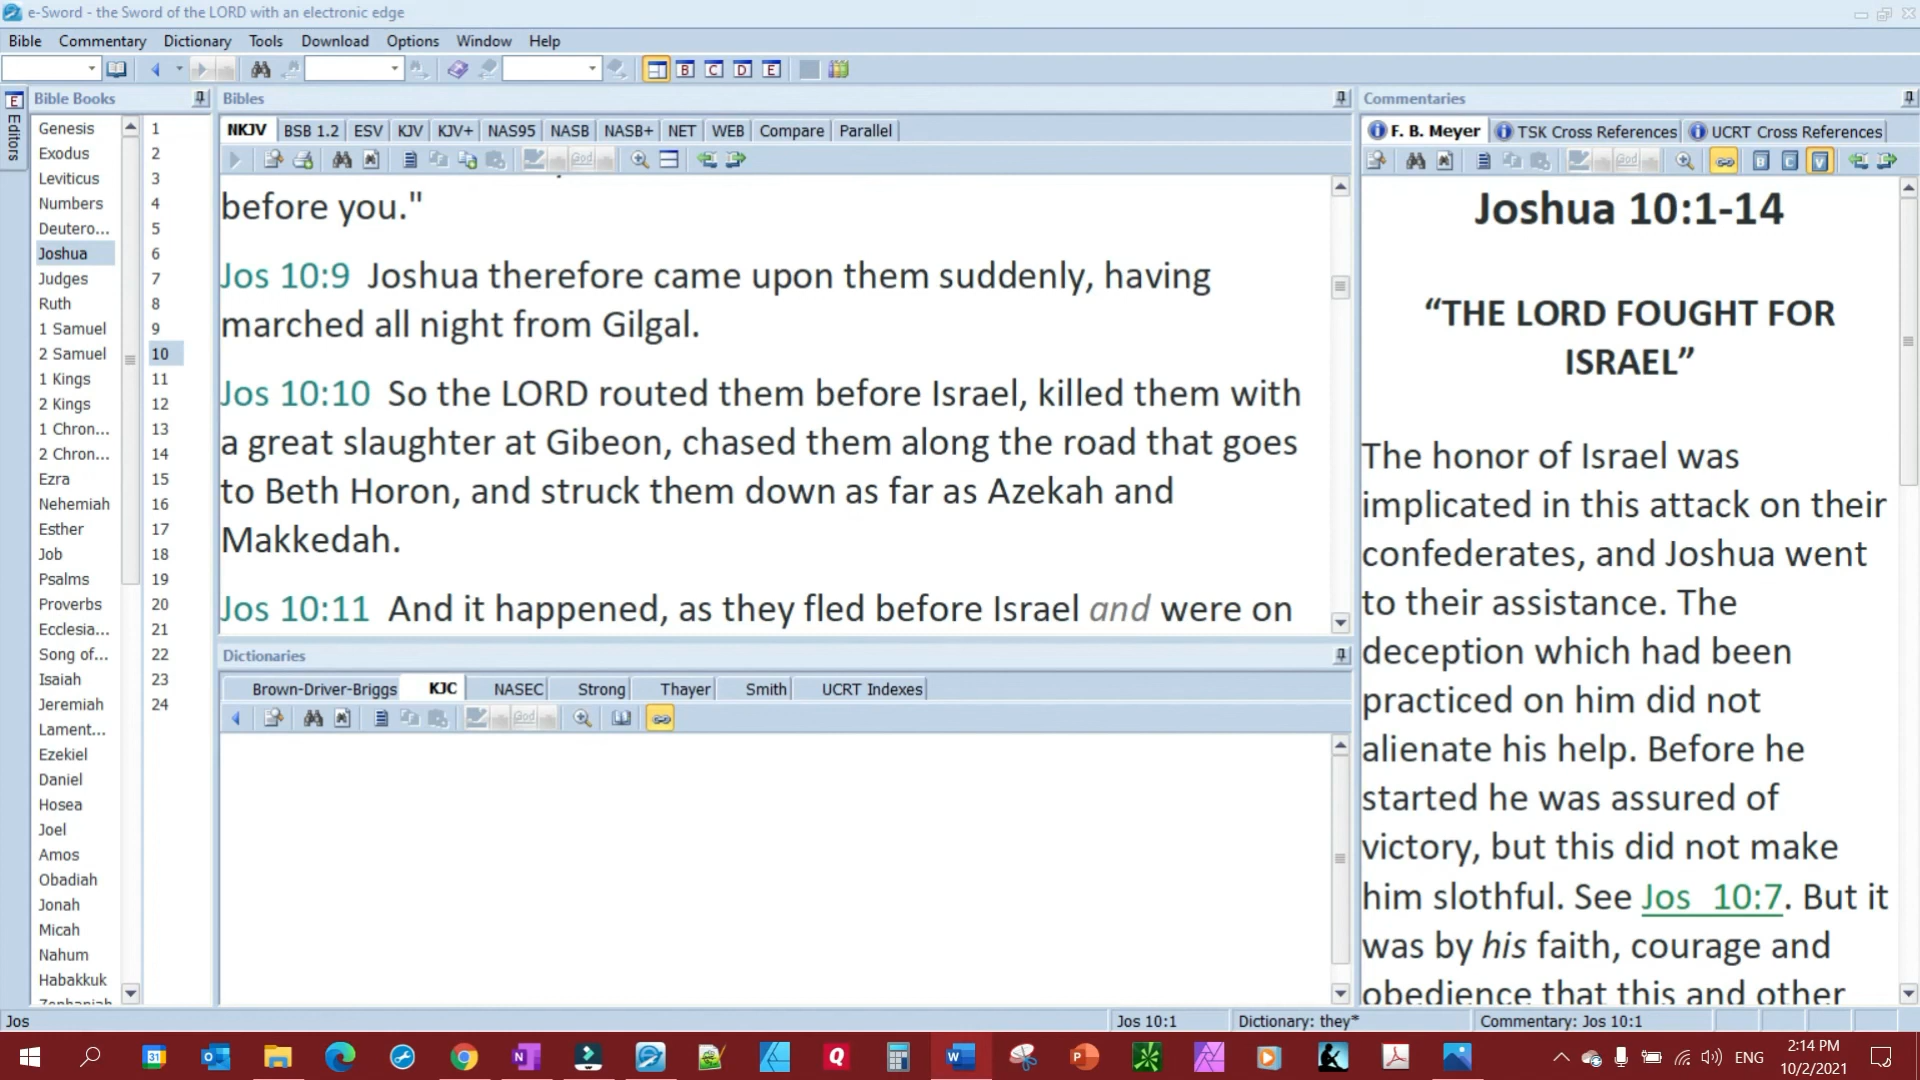 e-Sword - the Sword of the LORD with an electronic edge
Bible Commentary Dictionary Tools Download Options Window Help
B C D E
E Editors
Bible Books
Genesis
Exodus
Leviticus
Numbers
Deutero...
Joshua
Judges
Ruth
1 Samuel
2 Samuel
1 Kings
2 Kings
1 Chron...
2 Chron...
Ezra
Nehemiah
Esther
Job
Psalms
Proverbs
Ecclesia...
Song of...
Isaiah
Jeremiah
Lament...
Ezekiel
Daniel
Hosea
Joel
Amos
Obadiah
Jonah
Micah
Nahum
Habakkuk
Zephaniah
1
2
3
4
5
6
7
8
9
10
11
12
13
14
15
16
17
18
19
20
21
22
23
24
Bibles
NKJV BSB 1.2 ESV KJV KJV+ NAS95 NASB NASB+ NET WEB Compare Parallel
God
before you."
Jos 10:9 Joshua therefore came upon them suddenly, having
marched all night from Gilgal.
Jos 10:10 So the LORD routed them before Israel, killed them with
a great slaughter at Gibeon, chased them along the road that goes
to Beth Horon, and struck them down as far as Azekah and
Makkedah.
Jos 10:11 And it happened, as they fled before Israel and were on
Dictionaries
Brown-Driver-Briggs KJC NASEC Strong Thayer Smith UCRT Indexes
God
Commentaries
F. B. Meyer TSK Cross References UCRT Cross References
God B C V
Joshua 10:1-14
“THE LORD FOUGHT FOR
ISRAEL”
The honor of Israel was
implicated in this attack on their
confederates, and Joshua went
to their assistance. The
deception which had been
practiced on him did not
alienate his help. Before he
started he was assured of
victory, but this did not make
him slothful. See Jos 10:7. But it
was by his faith, courage and
obedience that this and other
Jos Jos 10:1 Dictionary: they* Commentary: Jos 10:1
31 N Q W P ENG 2:14 PM
10/2/2021